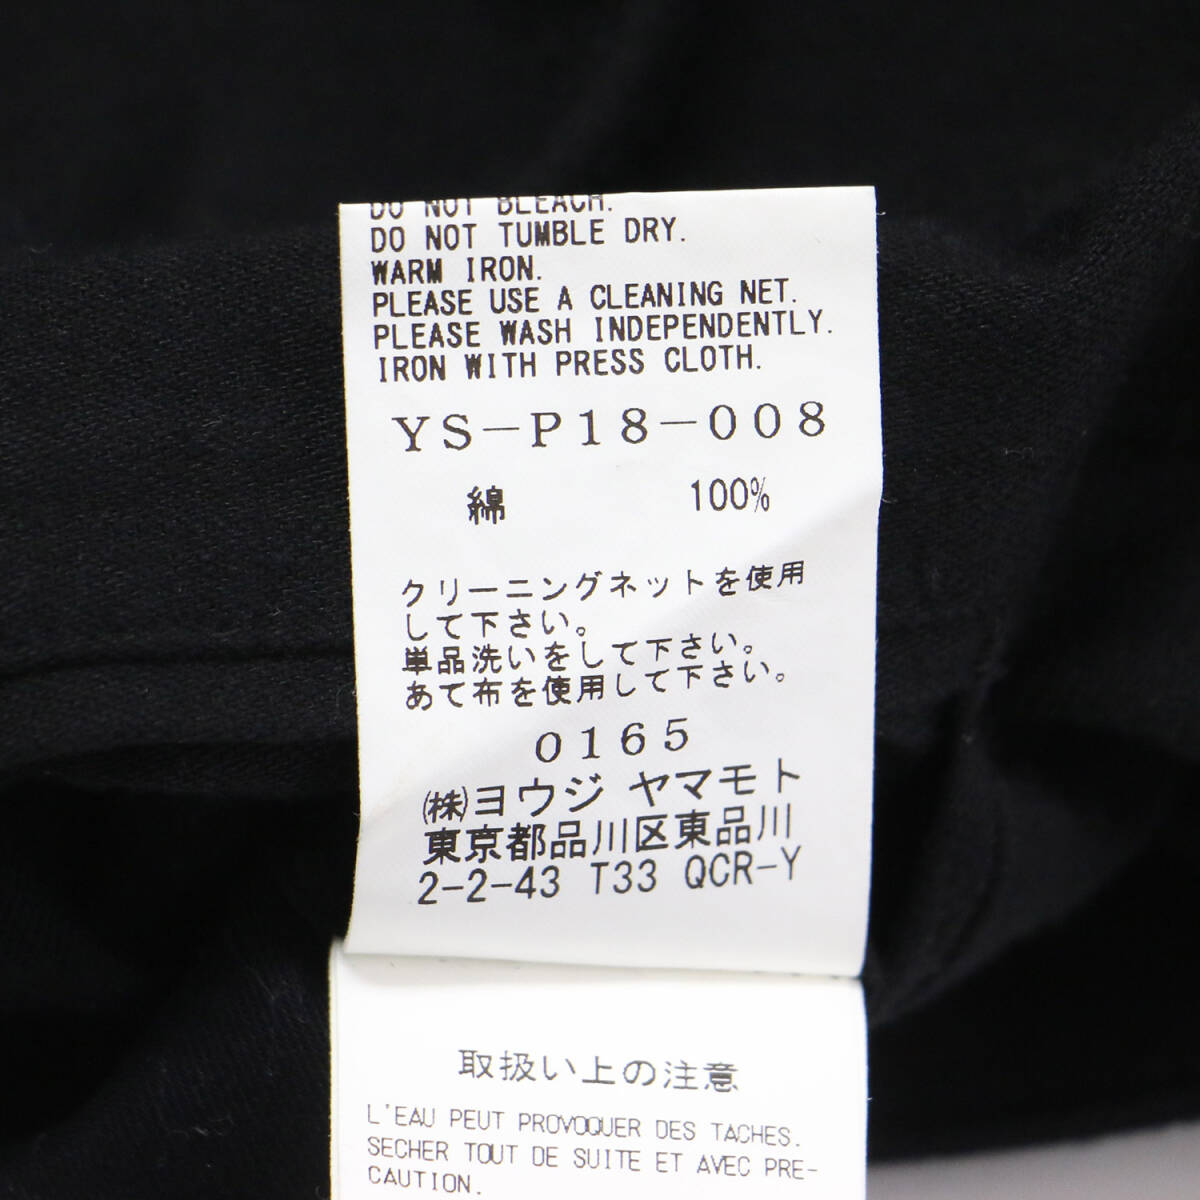 DO NOT BLEACH.
DO NOT TUMBLE DRY.
WARM IRON.
PLEASE USE A CLEANING NET.
PLEASE WASH INDEPENDENTLY.
IRON WITH PRESS CLOTH.
YS-P18-008
綿 100%
クリーニングネットを使用
して下さい。
単品洗いをして下さい。
あて布を使用して下さい。
0165
(株)ヨウジ ヤマモト
東京都品川区東品川
2-2-43 T33 QCR-Y
取扱い上の注意
L'EAU PEUT PROVOQUER DES TACHES.
SECHER TOUT DE SUITE ET AVEC PRE-
CAUTION.